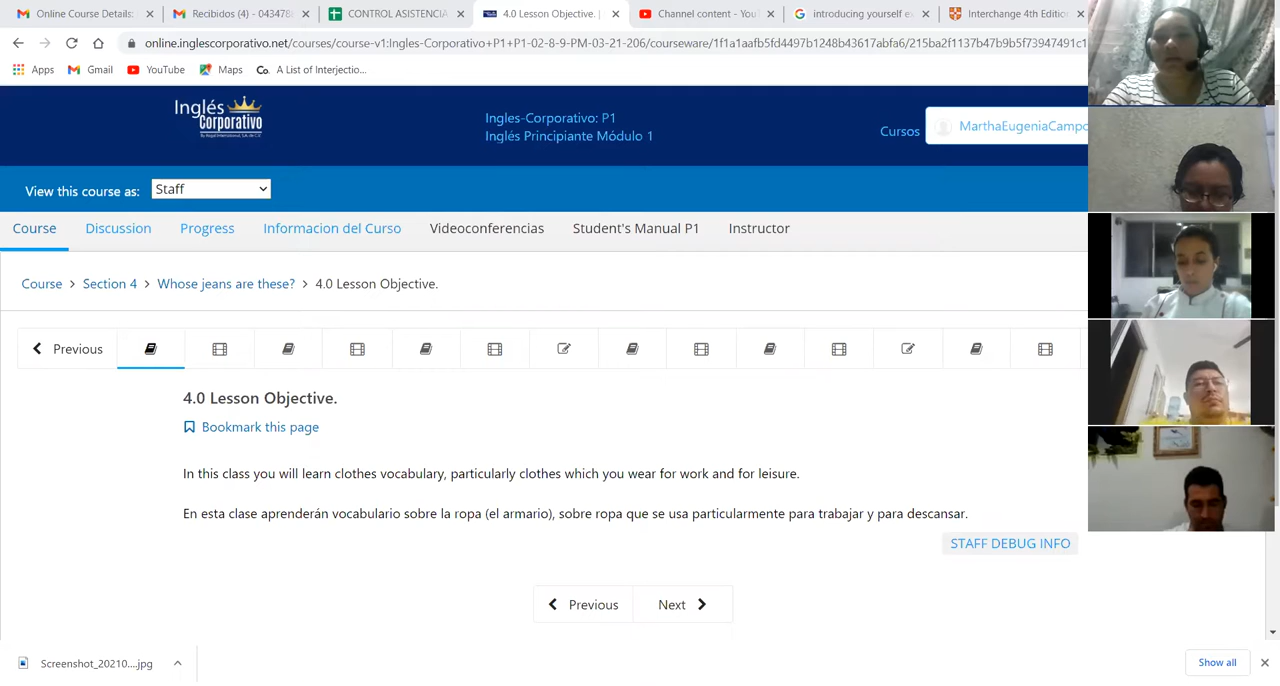 Online Course Details:
Recibidos (4) - 043478
CONTROL ASISTENCIA
4.0 Lesson Objective. |
Channel content - You
introducing yourself e
Interchange 4th Edition
online.inglescorporativo.net/courses/course-v1:Ingles-Corporativo+P1+P1-02-8-9-PM-03-21-206/courseware/1f1a1aafb5fd4497b1248b43617abfa6/215ba2f1137b47b9b5f73947491c1
Apps
Gmail
YouTube
Maps
Co.
A List of Interjectio...
Inglés
Corporativo
Ingles-Corporativo: P1
Inglés Principiante Módulo 1
Cursos
MarthaEugeniaCampo
View this course as:
Staff
Course
Discussion
Progress
Informacion del Curso
Videoconferencias
Student's Manual P1
Instructor
Course > Section 4 > Whose jeans are these? > 4.0 Lesson Objective.
Previous
4.0 Lesson Objective.
Bookmark this page
In this class you will learn clothes vocabulary, particularly clothes which you wear for work and for leisure.
En esta clase aprenderán vocabulario sobre la ropa (el armario), sobre ropa que se usa particularmente para trabajar y para descansar.
STAFF DEBUG INFO
Previous
Next
Screenshot_20210....jpg
Show all